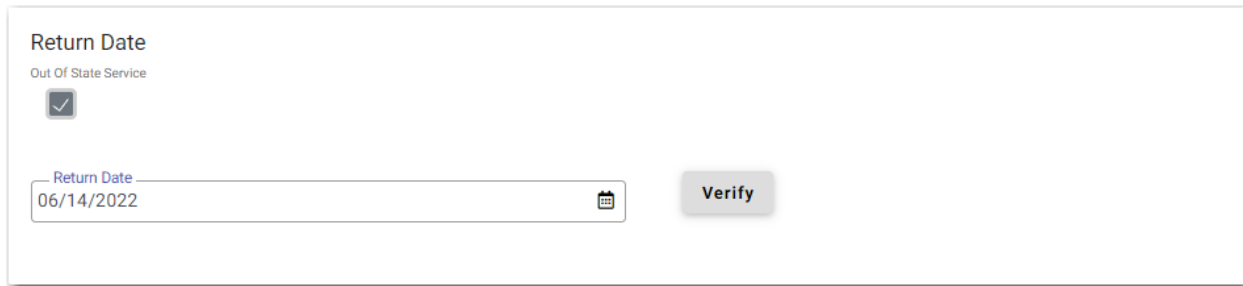 Return Date
Out Of State Service
Return Date
06/14/2022
Verify